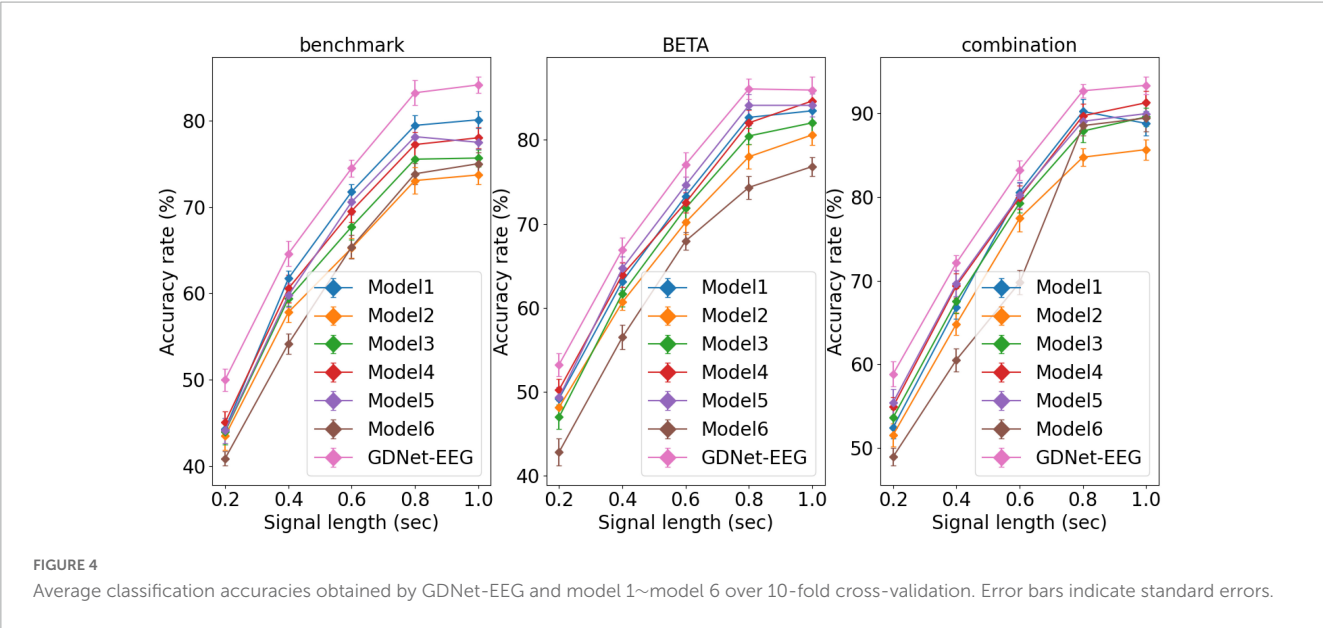 benchmark
BETA
combination
Accuracy rate (%)
80
70
60
50
40
Model1
Model2
Model3
Model4
Model5
Model6
GDNet-EEG
0.2 0.4 0.6 0.8 1.0
Signal length (sec)
Accuracy rate (%)
80
70
60
50
40
Model1
Model2
Model3
Model4
Model5
Model6
GDNet-EEG
0.2 0.4 0.6 0.8 1.0
Signal length (sec)
Accuracy rate (%)
90
80
70
60
50
Model1
Model2
Model3
Model4
Model5
Model6
GDNet-EEG
0.2 0.4 0.6 0.8 1.0
Signal length (sec)
FIGURE 4
Average classification accuracies obtained by GDNet-EEG and model 1~model 6 over 10-fold cross-validation. Error bars indicate standard errors.